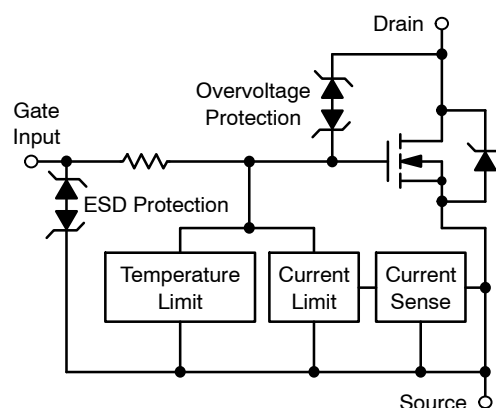 Drain
Overvoltage
Protection
Gate
Input
ESD Protection
Temperature
Limit
Current
Limit
Current
Sense
Source